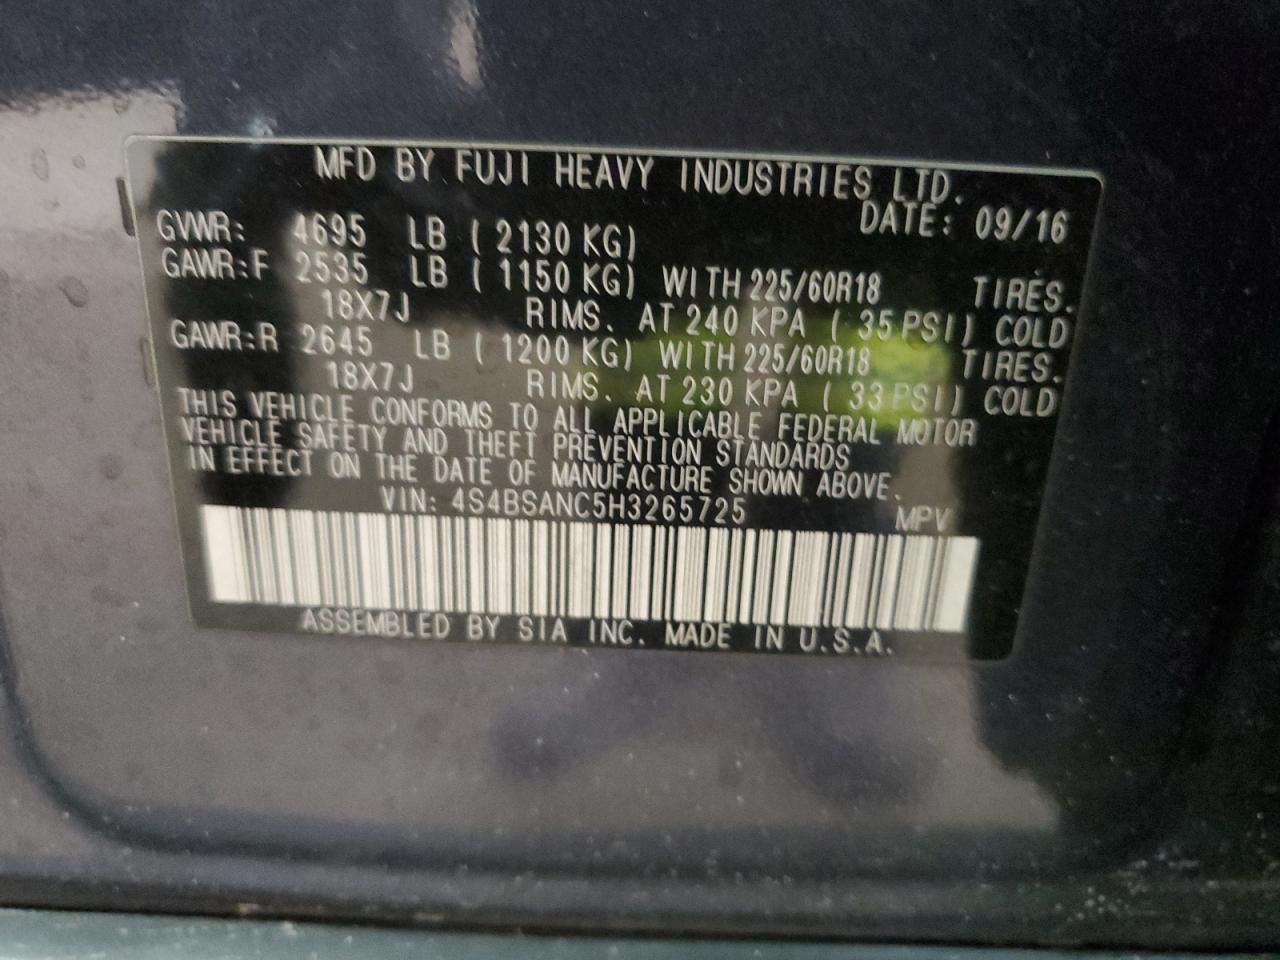 MFD BY FUJI HEAVY INDUSTRIES LTD.
DATE: 09/16
GVWR: 4695 LB ( 2130 KG)
GAWR:F 2535 LB ( 1150 KG) WITH 225/60R18 TIRES.
18X7J RIMS. AT 240 KPA ( 35 PSI) COLD
GAWR:R 2645 LB ( 1200 KG) WITH 225/60R18 TIRES.
18X7J RIMS. AT 230 KPA ( 33 PSI) COLD
THIS VEHICLE CONFORMS TO ALL APPLICABLE FEDERAL MOTOR
VEHICLE SAFETY AND THEFT PREVENTION STANDARDS
IN EFFECT ON THE DATE OF MANUFACTURE SHOWN ABOVE.
VIN: 4S4BSANC5H3265725 MPV
ASSEMBLED BY SIA INC. MADE IN U.S.A.